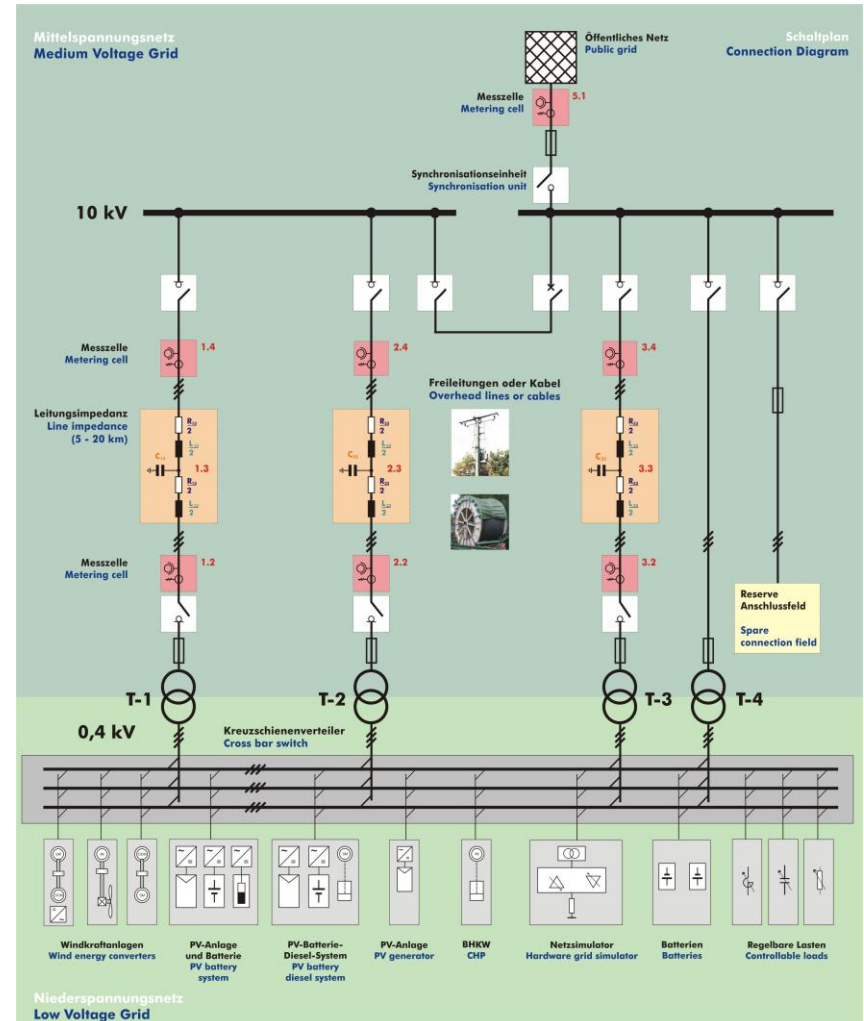 Mittelspannungsnetz
Medium Voltage Grid
Öffentliches Netz
Public grid
Schaltplan
Connection Diagram
Messzelle
Metering cell
5.1
Synchronisationseinheit
Synchronisation unit
10 kV
Messzelle
Metering cell
1.4
2.4
3.4
Freileitungen oder Kabel
Overhead lines or cables
Leitungsimpedanz
Line impedance
(5 - 20 km)
1.3
2.3
3.3
Messzelle
Metering cell
1.2
2.2
3.2
Reserve
Anschlussfeld
Spare
connection field
T-1
T-2
T-3
T-4
0,4 kV
Kreuzschienenverteiler
Cross bar switch
Windkraftanlagen
Wind energy converters
PV-Anlage
und Batterie
PV battery
system
PV-Batterie-
Diesel-System
PV battery
diesel system
PV-Anlage
PV generator
BHKW
CHP
Netzsimulator
Hardware grid simulator
Batterien
Batteries
Regelbare Lasten
Controllable loads
Niederspannungsnetz
Low Voltage Grid